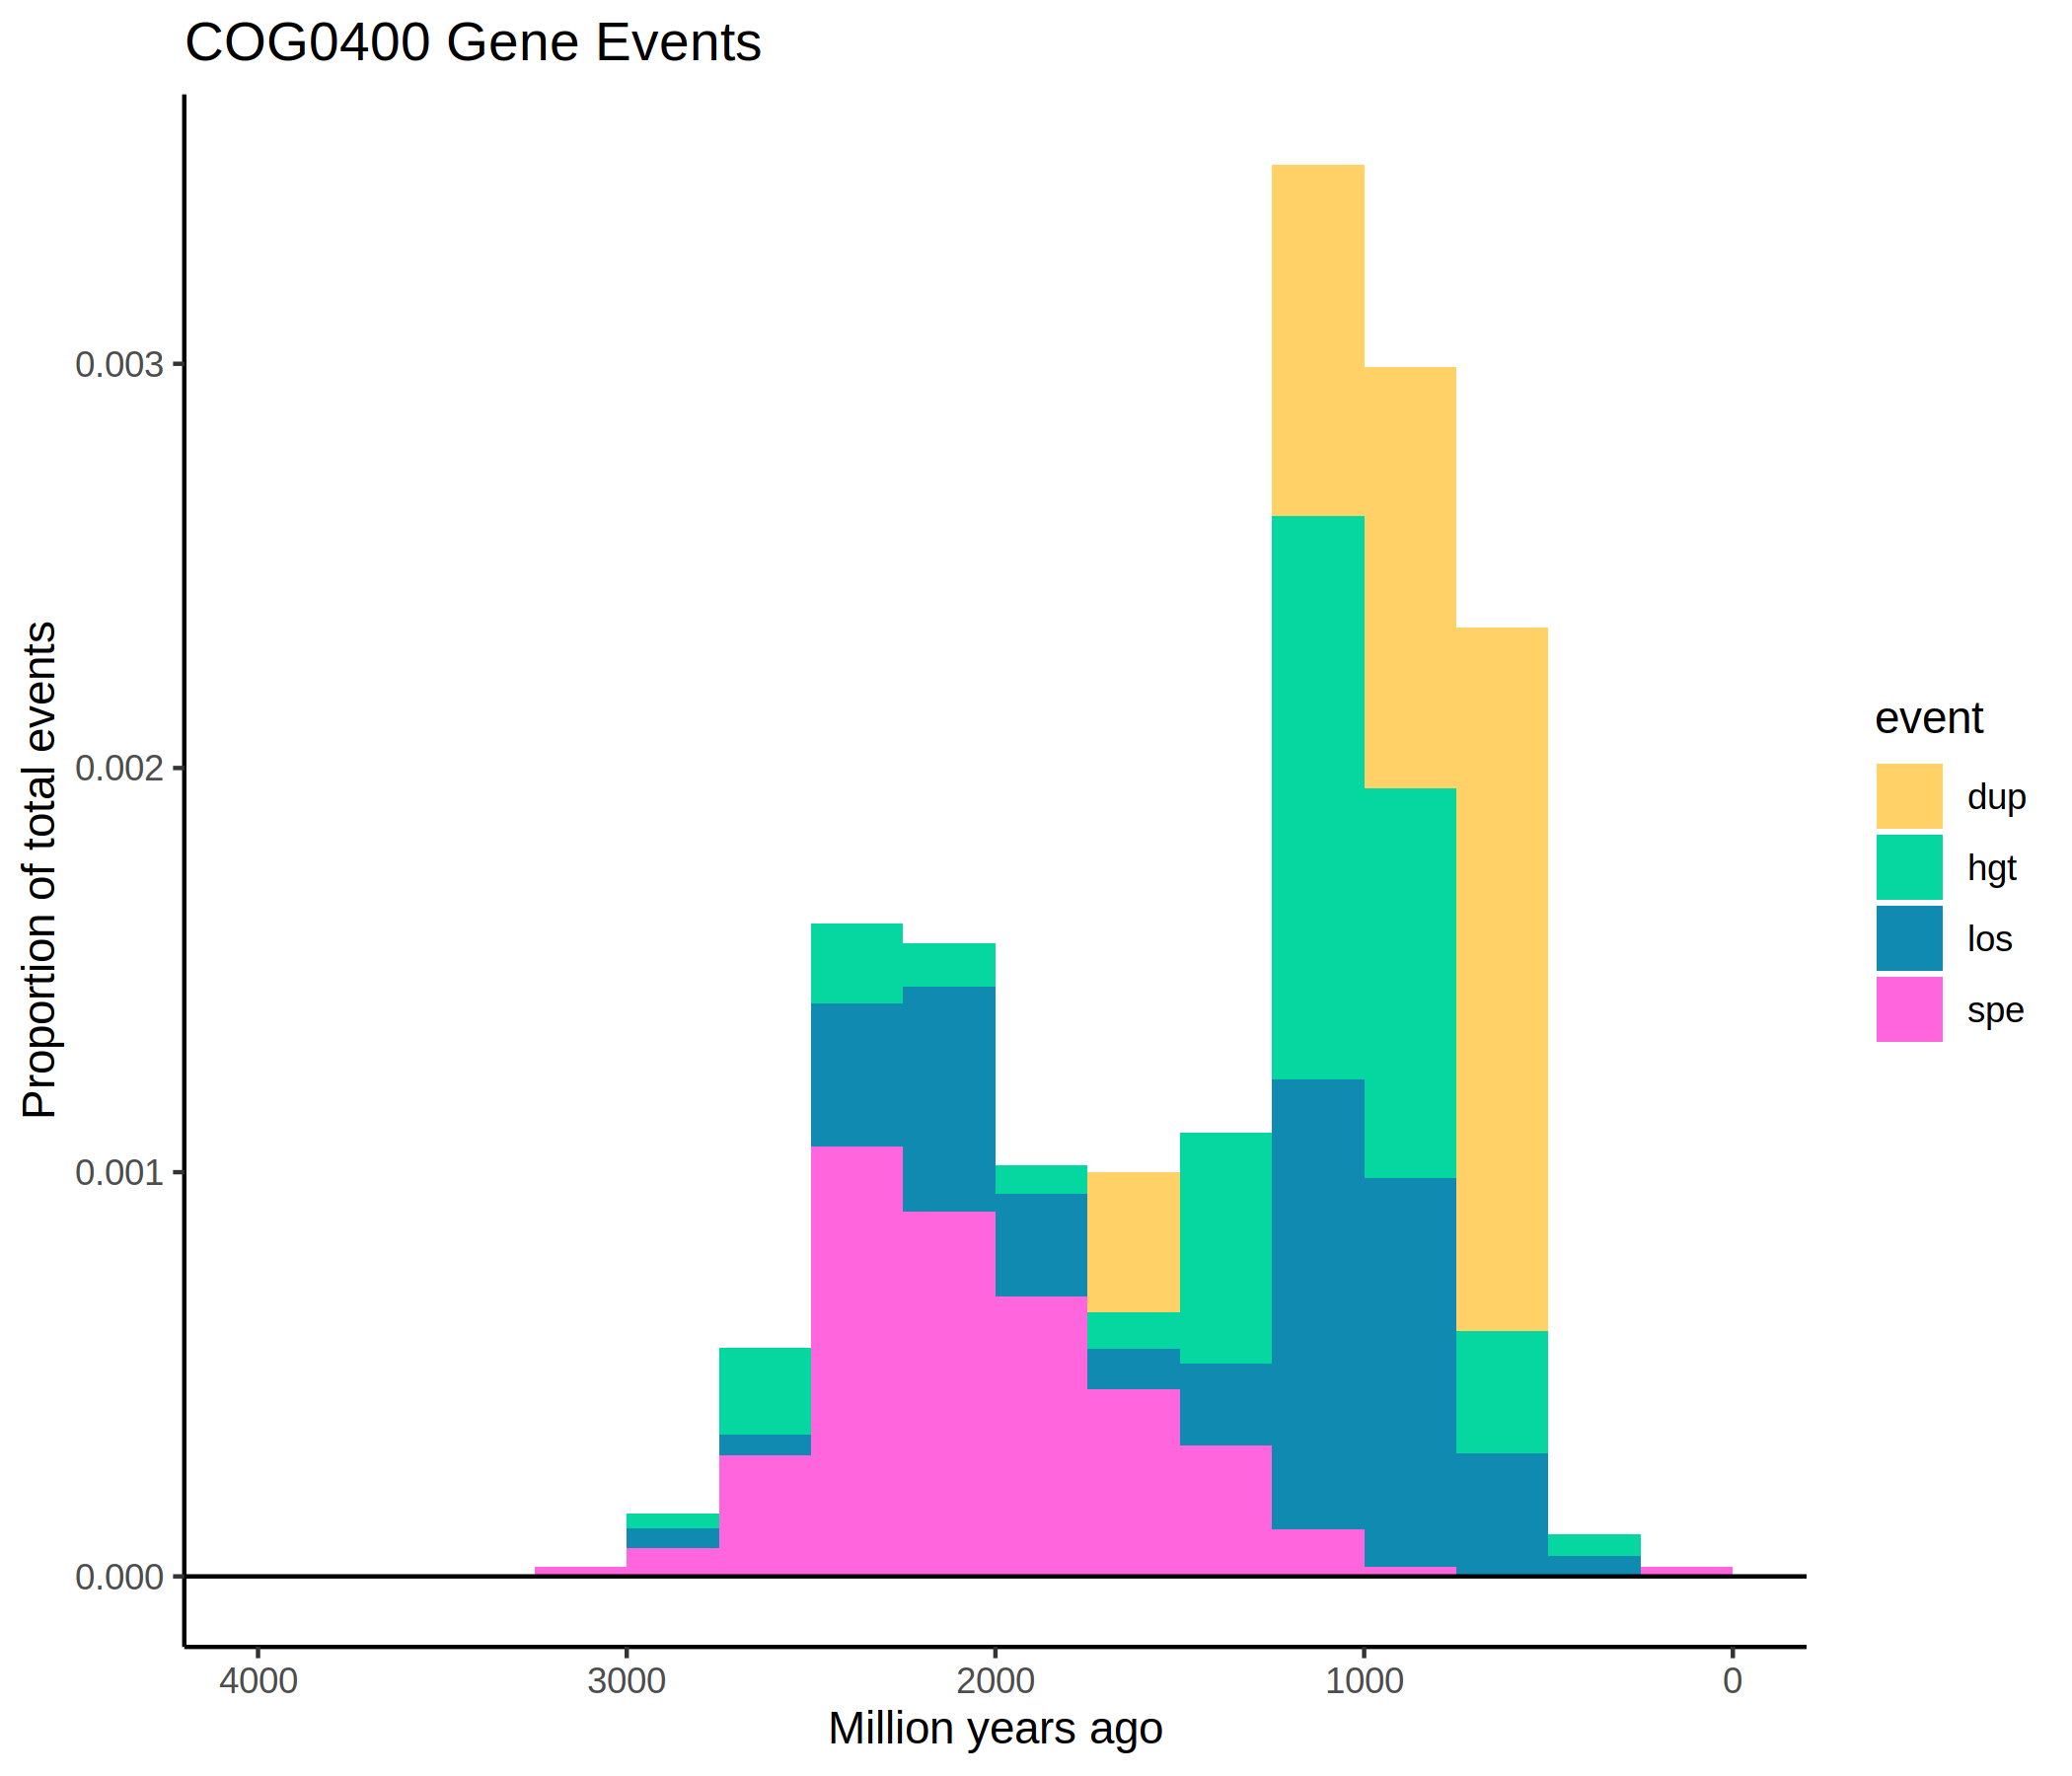 COG0400 Gene Events
Proportion of total events
0.003
0.002
0.001
0.000
4000 3000 2000 1000 0
Million years ago
event
dup
hgt
los
spe